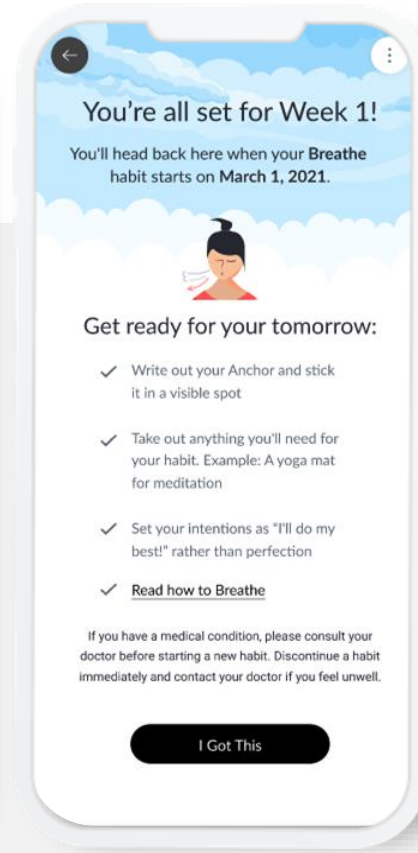 You're all set for Week 1!
You'll head back here when your Breathe
habit starts on March 1, 2021.
Get ready for your tomorrow:
Write out your Anchor and stick
it in a visible spot
Take out anything you'll need for
your habit. Example: A yoga mat
for meditation
Set your intentions as “I'll do my
best!” rather than perfection
Read how to Breathe
If you have a medical condition, please consult your
doctor before starting a new habit. Discontinue a habit
immediately and contact your doctor if you feel unwell.
I Got This